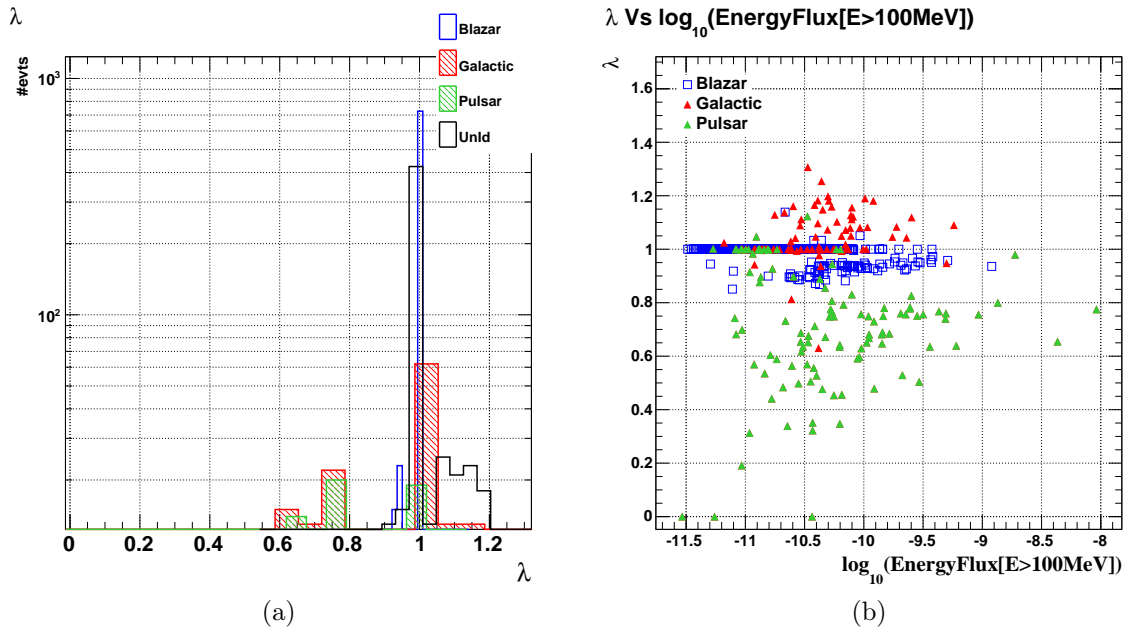 λ
Blazar
Galactic
Pulsar
UnId
#evts
10³
10²
0 0.2 0.4 0.6 0.8 1 1.2
λ
(a)
λ Vs log₁₀(EnergyFlux[E>100MeV])
λ
Blazar
Galactic
Pulsar
1.6
1.4
1.2
1
0.8
0.6
0.4
0.2
0
-11.5 -11 -10.5 -10 -9.5 -9 -8.5 -8
log₁₀(EnergyFlux[E>100MeV])
(b)